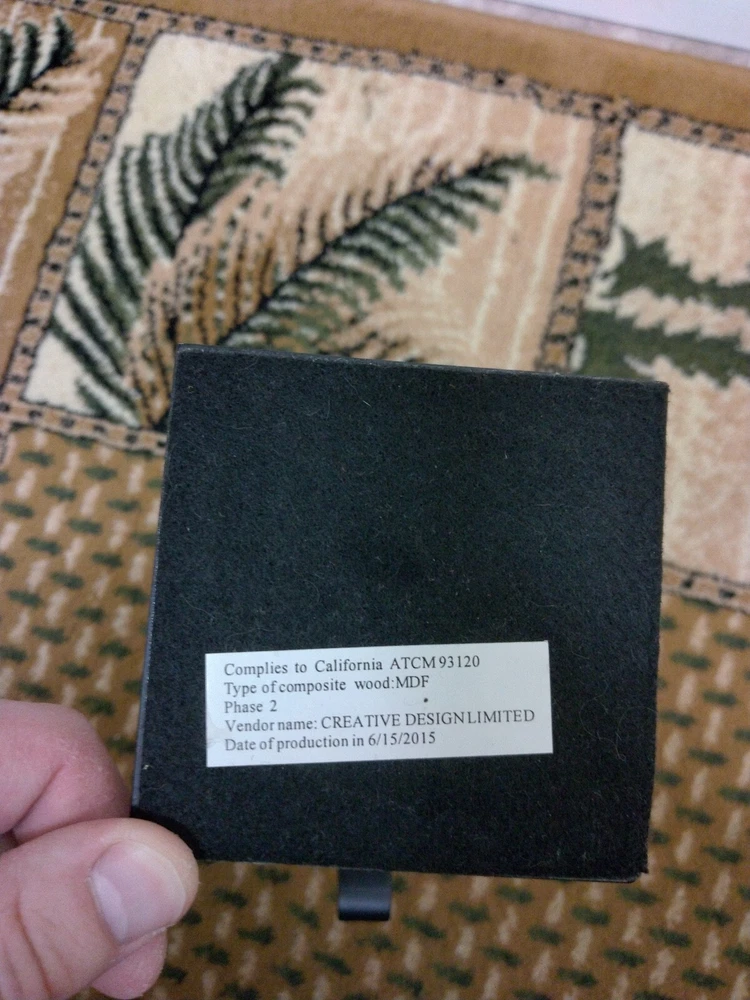 Complies to California ATCM 93120
Type of composite wood:MDF
Phase 2
Vendor name: CREATIVE DESIGN LIMITED
Date of production in 6/15/2015